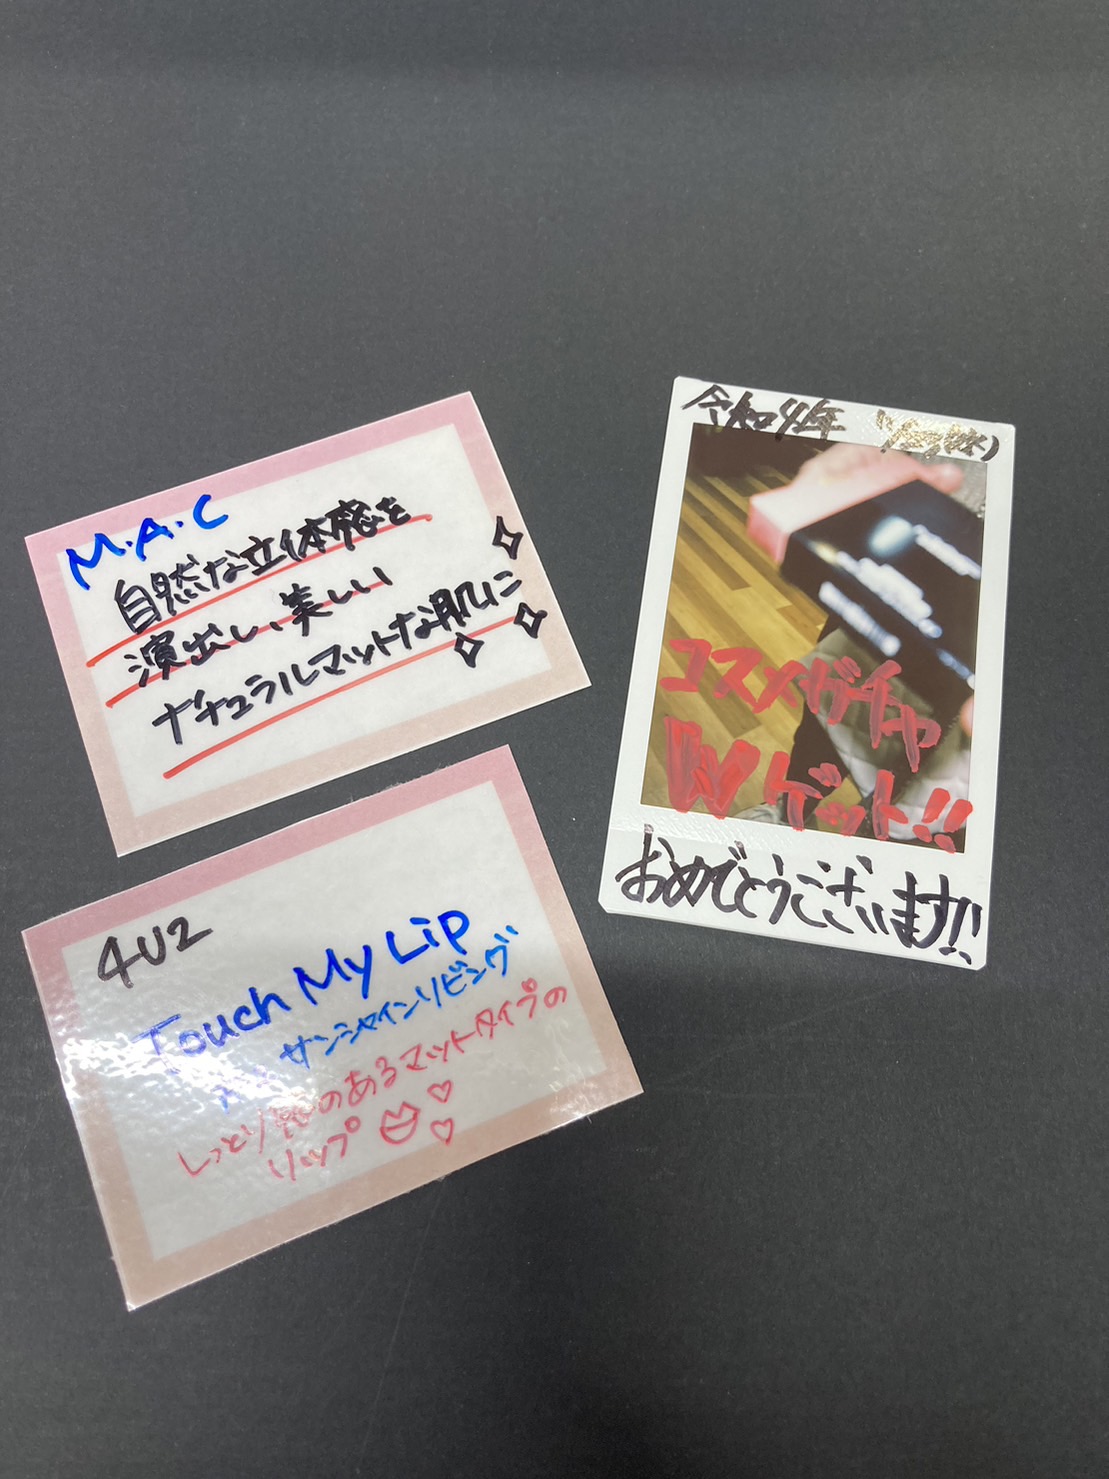 M・A・C
自然な立体感を
演出し、美しい
ナチュラルマットな肌に
4U2
Touch My Lip
サンシャインリビング
しっとり感のあるマットタイプの
リップ
令和4年
コスメガチャ
Wゲット!!
おめでとうございます!!